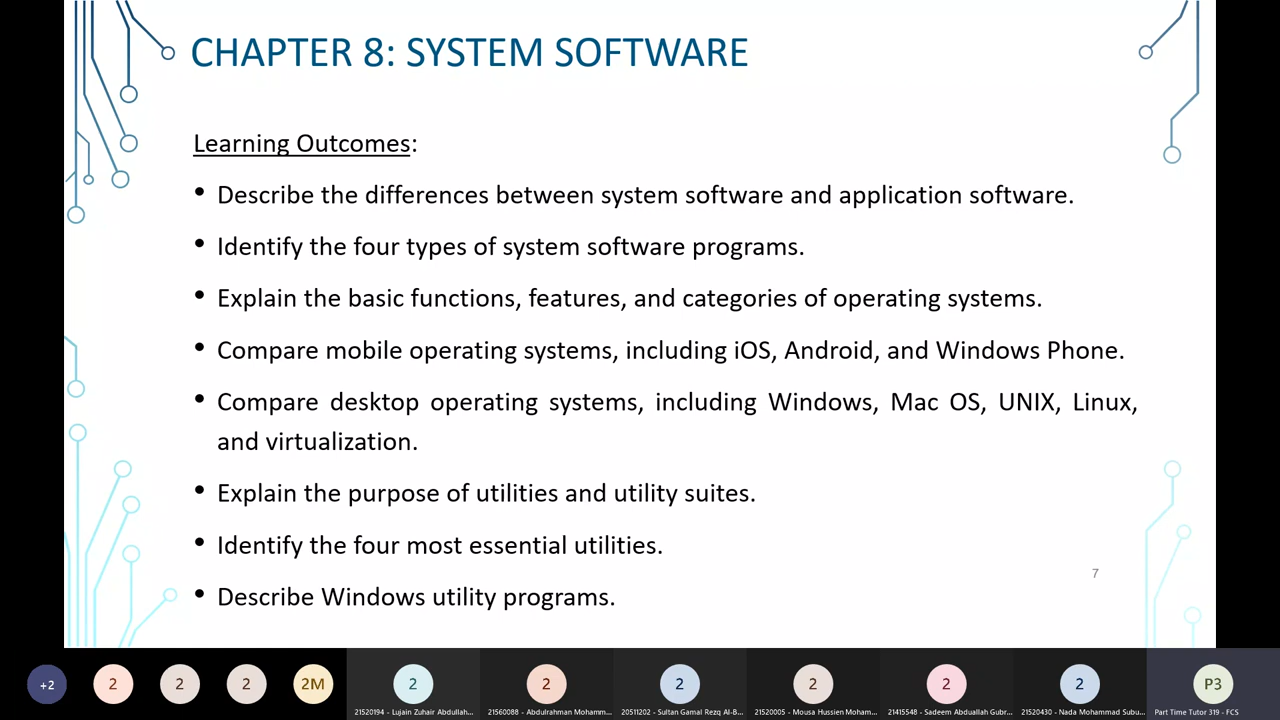 CHAPTER 8: SYSTEM SOFTWARE
Learning Outcomes:
• Describe the differences between system software and application software.
• Identify the four types of system software programs.
• Explain the basic functions, features, and categories of operating systems.
• Compare mobile operating systems, including iOS, Android, and Windows Phone.
• Compare desktop operating systems, including Windows, Mac OS, UNIX, Linux,
and virtualization.
• Explain the purpose of utilities and utility suites.
• Identify the four most essential utilities.
7
• Describe Windows utility programs.
+2 2 2 2 2M 2 2 2 2 2 2 P3
21520194 - Lujain Zuhair Abdullah... 21560088 - Abdulrahman Mohamm... 20511202 - Sultan Gamal Rezq Al-B... 21520005 - Mousa Hussien Moham... 21415548 - Sadeem Abduallah Gubr... 21520430 - Nada Mohammad Subu... Part Time Tutor 319 - FCS